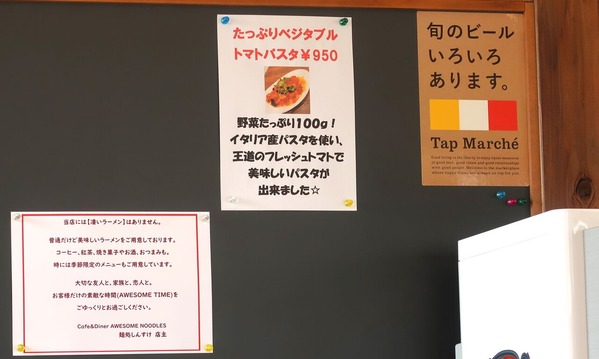 たっぷりベジタブル
トマトパスタ¥950
野菜たっぷり100g!
イタリア産パスタを使い、
王道のフレッシュトマトで
美味しいパスタが
出来ました☆
旬のビール
いろいろ
あります。
Tap Marché
当店には【凄いラーメン】はありません。
普通だけど美味しいラーメンをご用意しております。
コーヒー、紅茶、焼き菓子やお酒、おつまみも。
時には季節限定のメニューもご用意しています。
大切な友人と、家族と、恋人と。
お客様だけの素敵な時間(AWESOME TIME)を
ごゆっくりとお過ごしください。
Cafe&Diner AWESOME NOODLES
麺処しんすけ 店主